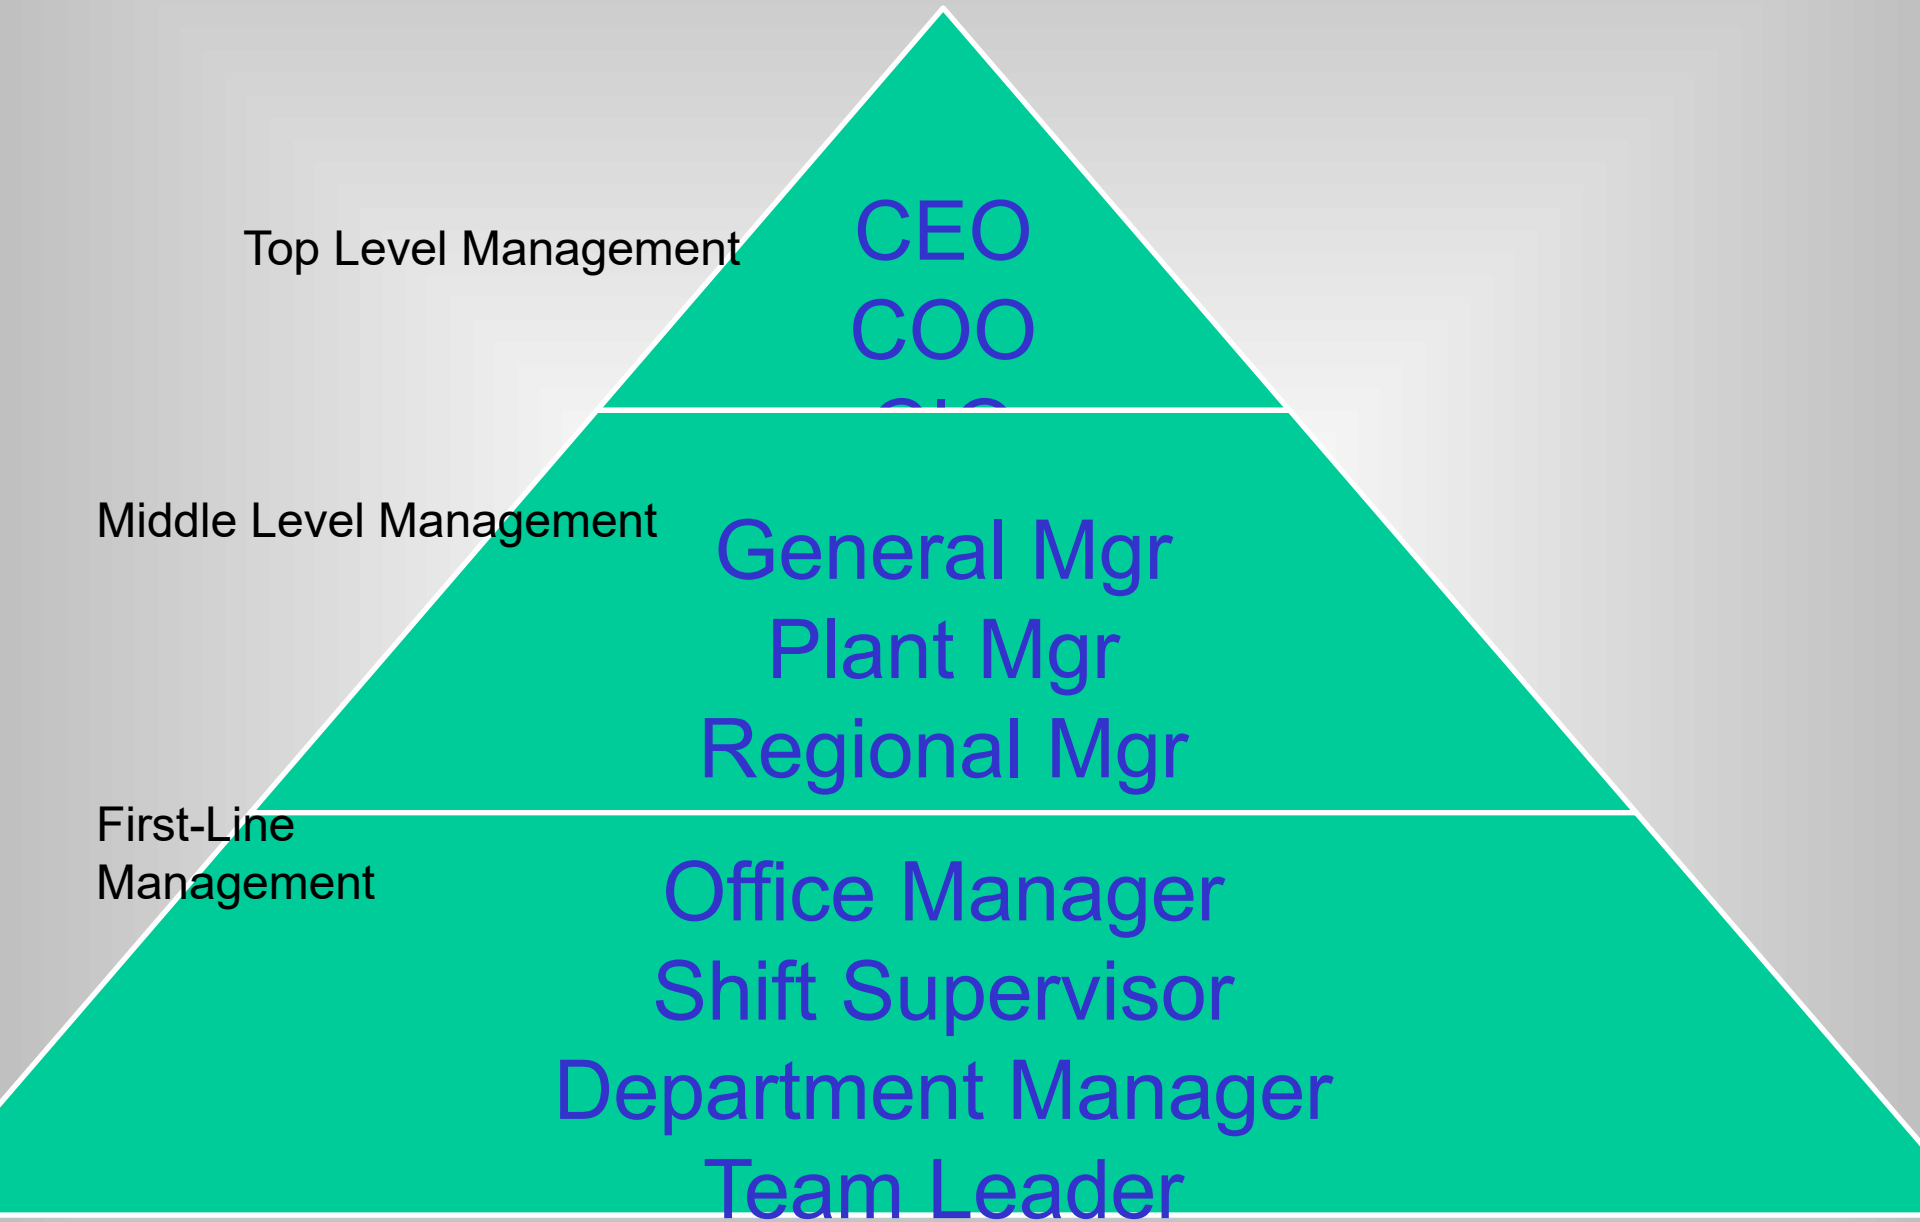 Top Level Management
CEO
COO
Middle Level Management
General Mgr
Plant Mgr
Regional Mgr
First-Line
Management
Office Manager
Shift Supervisor
Department Manager
Team Leader